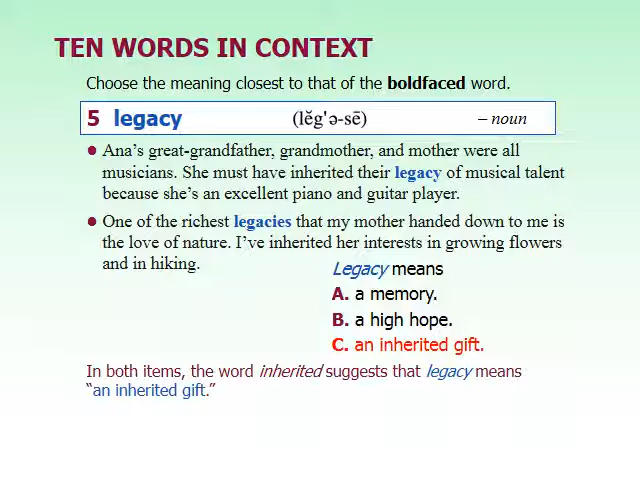 TEN WORDS IN CONTEXT
Choose the meaning closest to that of the boldfaced word.
5 legacy (lĕg′ə-sē) – noun
● Ana's great-grandfather, grandmother, and mother were all
musicians. She must have inherited their legacy of musical talent
because she's an excellent piano and guitar player.
● One of the richest legacies that my mother handed down to me is
the love of nature. I've inherited her interests in growing flowers
and in hiking.
Legacy means
A. a memory.
B. a high hope.
C. an inherited gift.
In both items, the word inherited suggests that legacy means
“an inherited gift.”